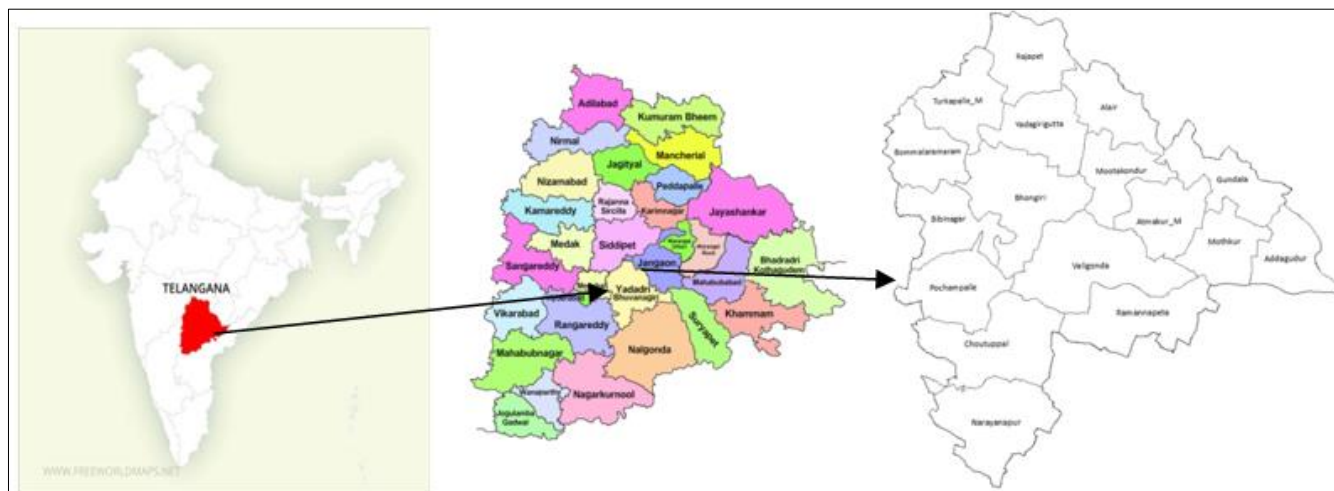 TELANGANA
WWW.FREEWORLDMAPS.NET
Adilabad
Kumuram Bheem
Nirmal
Mancherial
Jagityal
Nizamabad
Peddapalle
Rajanna
Sircilla
Karimnagar
Jayashankar
Kamareddy
Medak
Siddipet
Sangareddy
Jangaon
Bhadradri
Kothagudem
Mahabubabad
Yadadri
Bhuvanagiri
Vikarabad
Rangareddy
Suryapet
Khammam
Mahabubnagar
Nalgonda
Wanaparthy
Nagarkurnool
Jogulamba
Gadwal
Rajapet
Turkapalle_M
Alair
Yadagirigutta
Bommalaramaram
Mootakondur
Gundala
Bhongiri
Bibinagar
Atmakur_M
Mothkur
Addagudur
Valigonda
Pochampalle
Ramannapeta
Choutuppal
Narayanapur